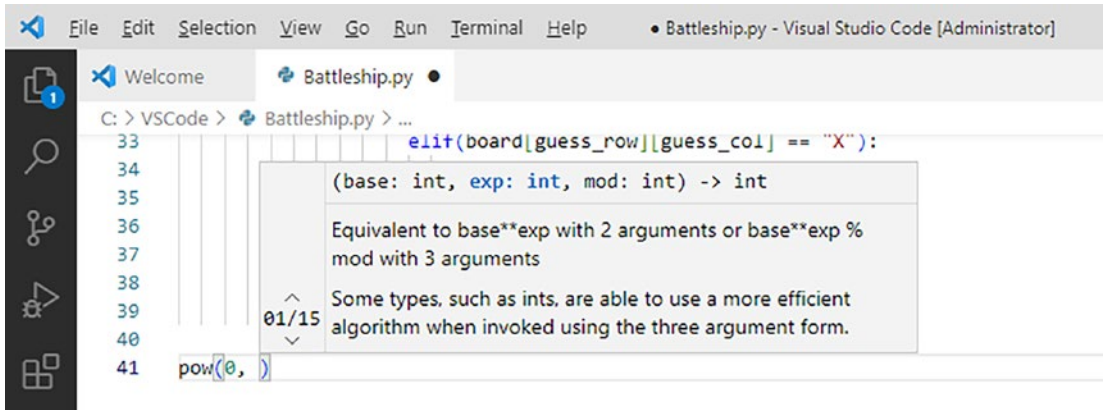 File Edit Selection View Go Run Terminal Help ● Battleship.py - Visual Studio Code [Administrator]
1
Welcome Battleship.py ●
C: > VSCode > Battleship.py > ...
33 elif(board[guess_row][guess_col] == "X"):
34
(base: int, exp: int, mod: int) -> int
35
36 Equivalent to base**exp with 2 arguments or base**exp %
37 mod with 3 arguments
38
Some types, such as ints, are able to use a more efficient
39 01/15 algorithm when invoked using the three argument form.
40
41 pow(0, )